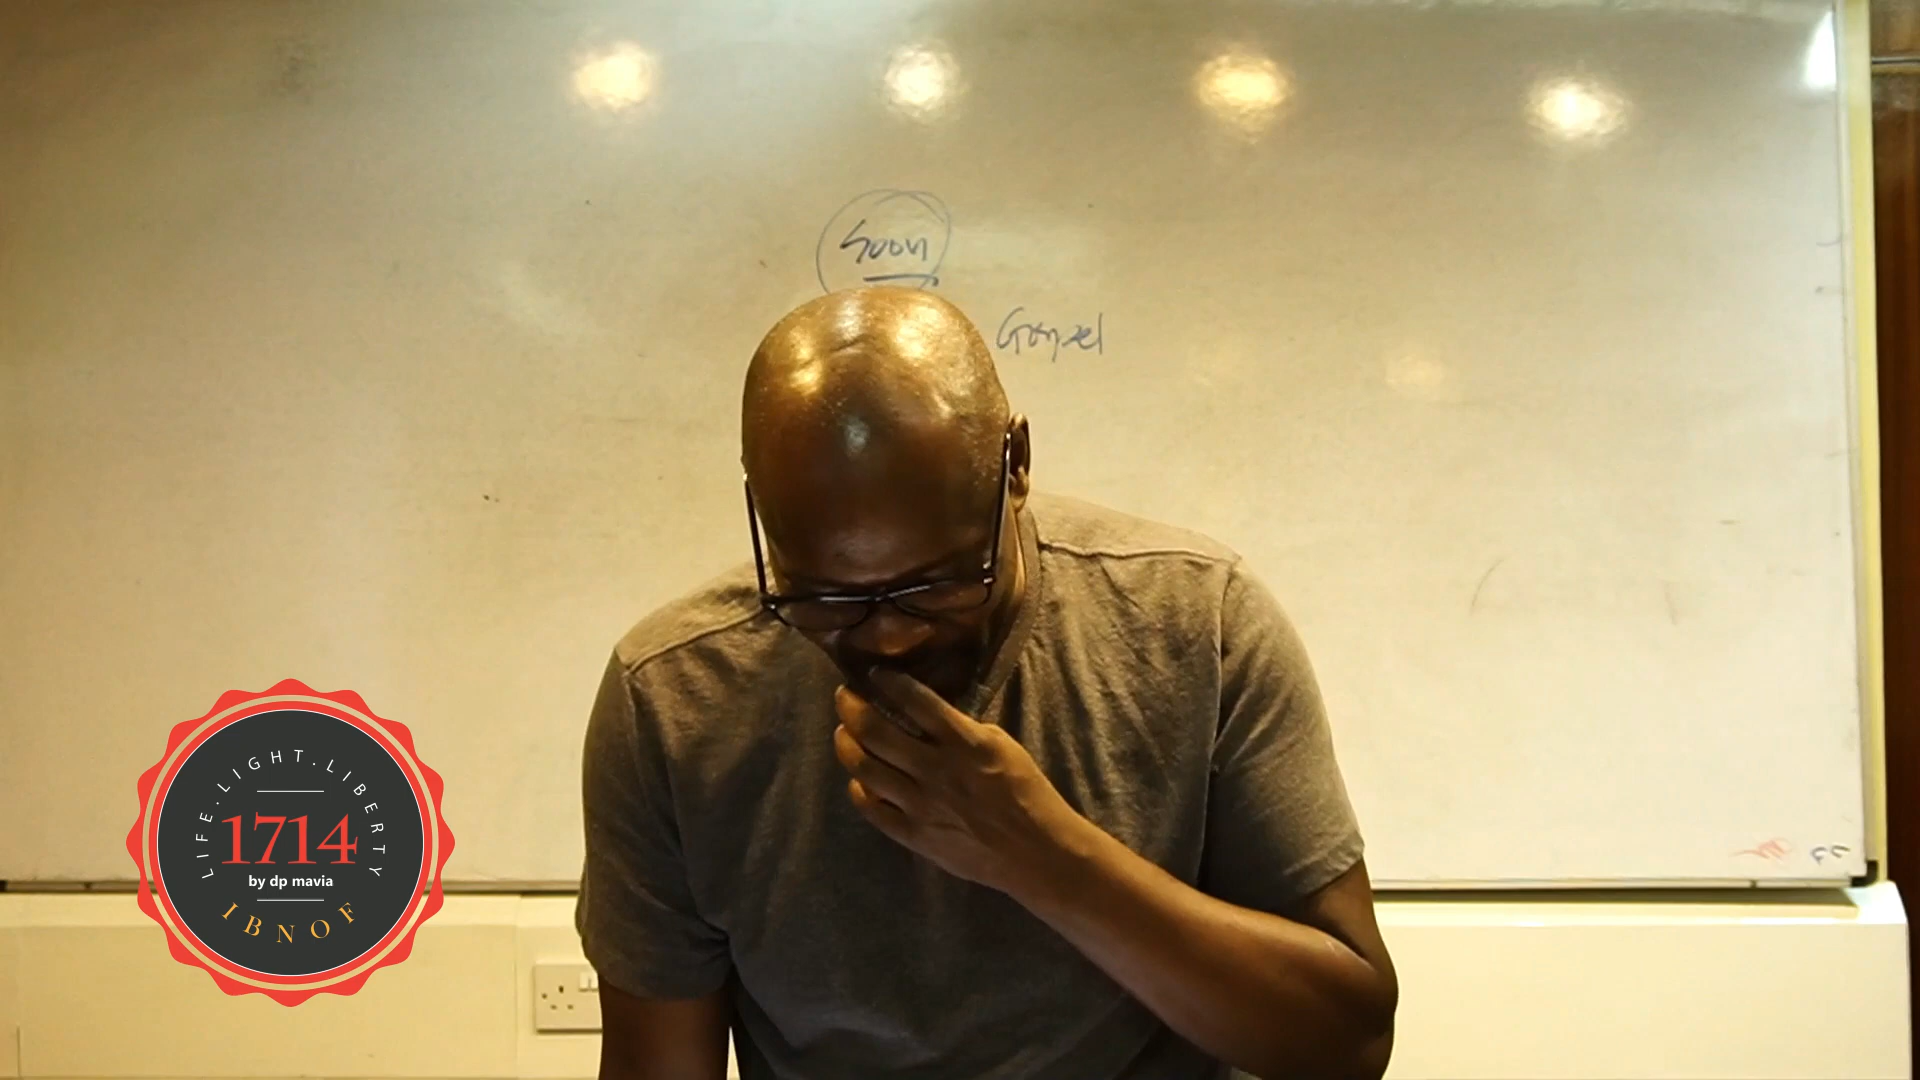 Soon
Gospel
LIFE.LIGHT.LIBERTY
1714
by dp mavia
IBNOF